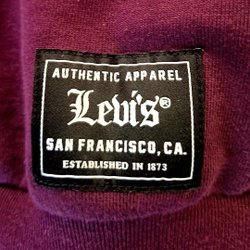 AUTHENTIC APPAREL
Levi's®
SAN FRANCISCO, CA.
ESTABLISHED IN 1873